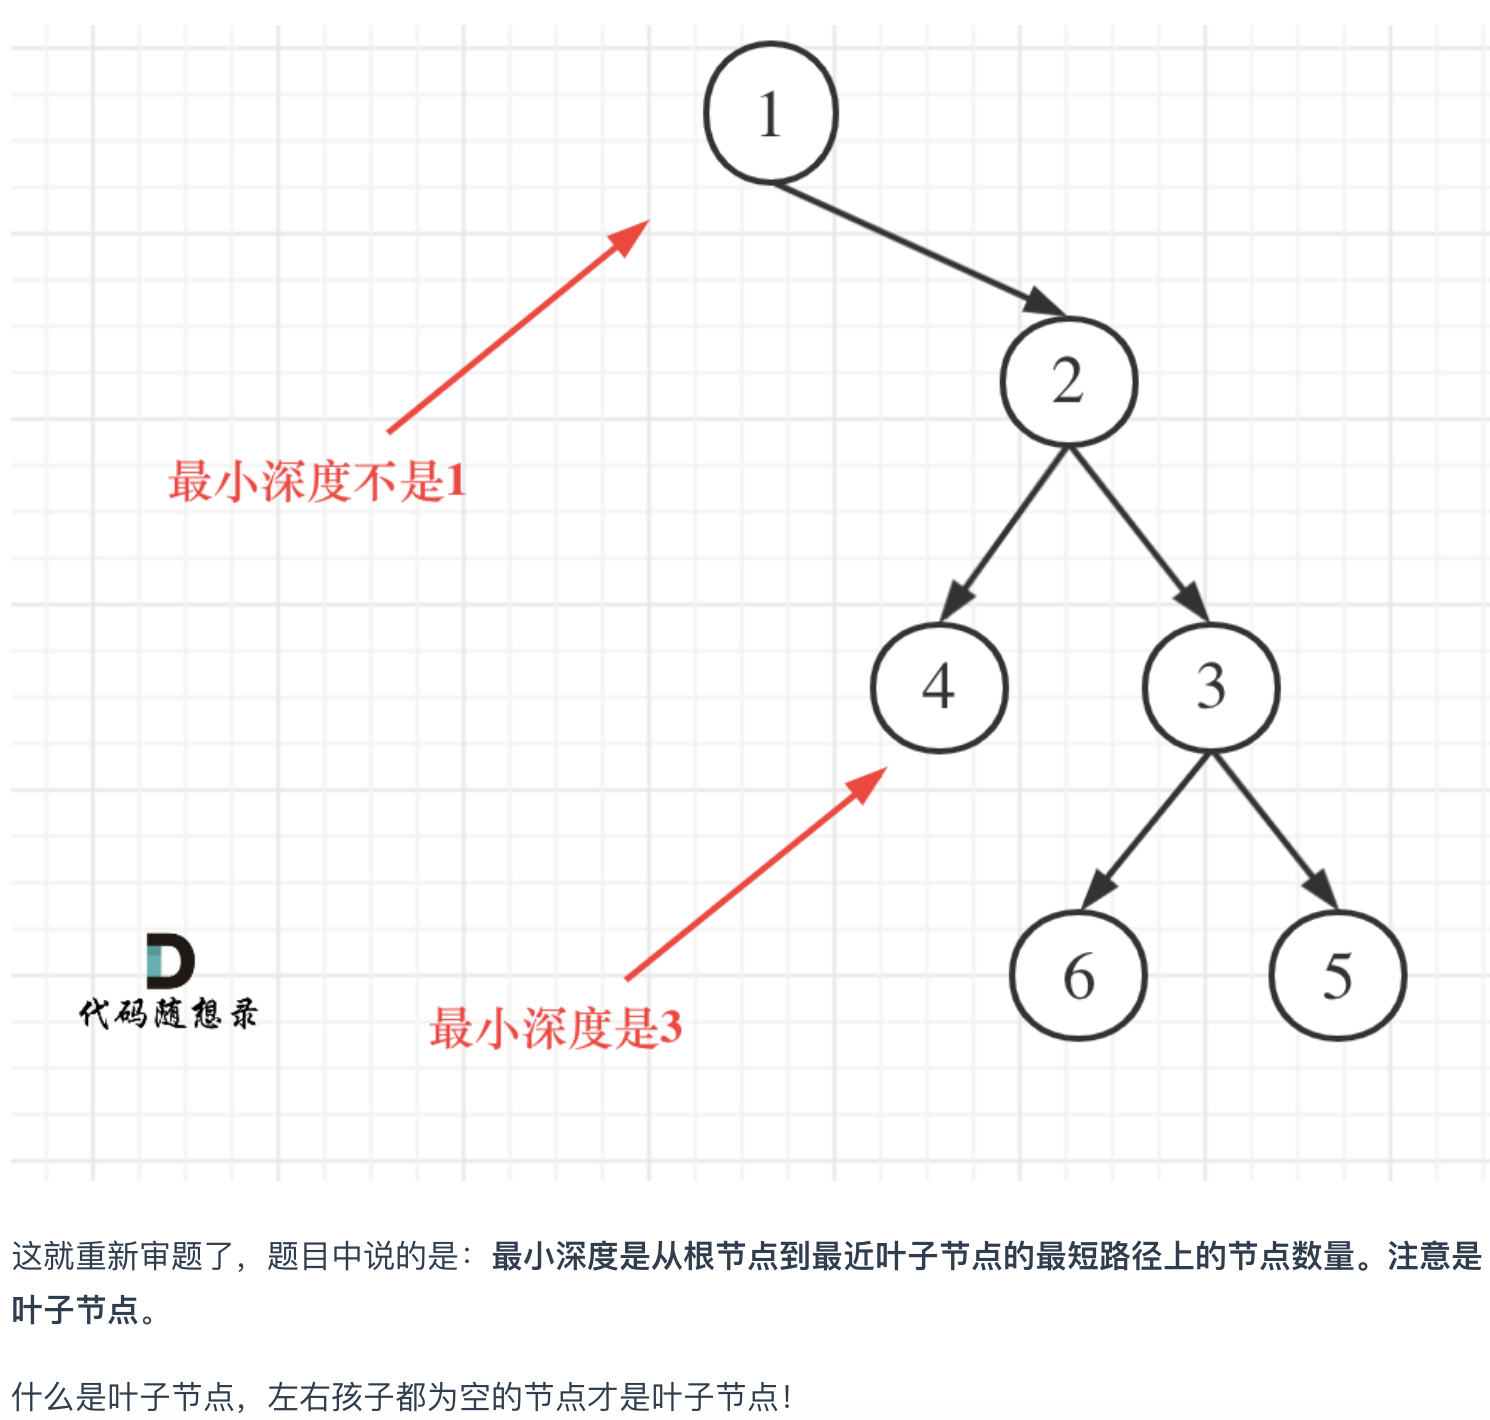 1
2
最小深度不是1
4
3
6
5
代码随想录
最小深度是3
这就重新审题了，题目中说的是：最小深度是从根节点到最近叶子节点的最短路径上的节点数量。注意是
叶子节点。
什么是叶子节点，左右孩子都为空的节点才是叶子节点！